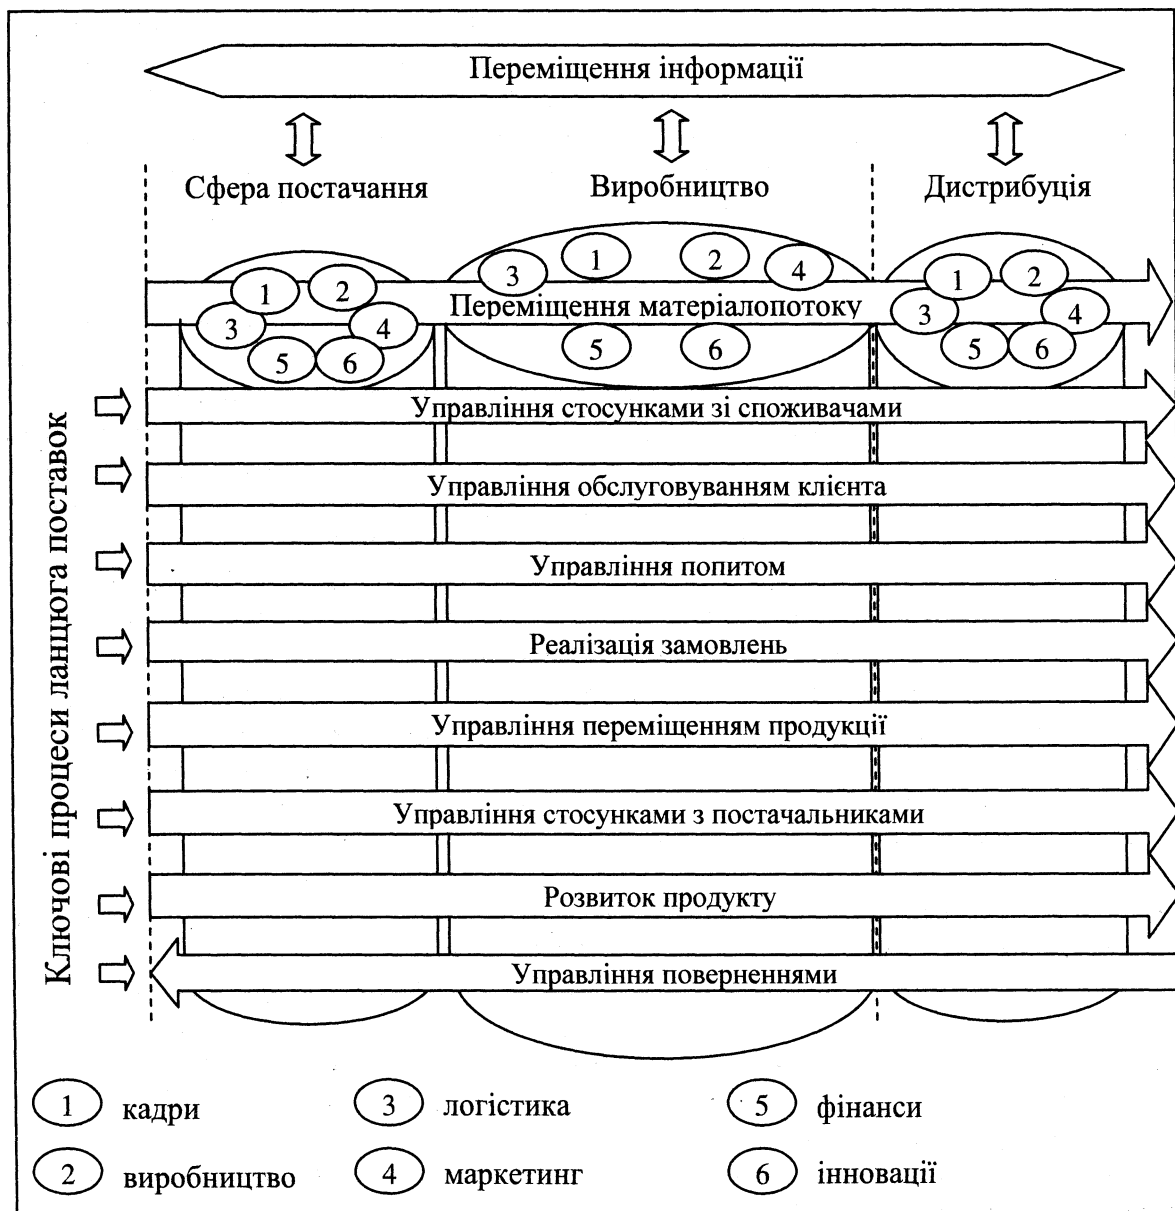 Переміщення інформації
Сфера постачання
Виробництво
Дистрибуція
1 2 3 4 5 6
3 1 2 4
5 6
1 2 3 4 5 6
Переміщення матеріалопотоку
Ключові процеси ланцюга поставок
Управління стосунками зі споживачами
Управління обслуговуванням клієнта
Управління попитом
Реалізація замовлень
Управління переміщенням продукції
Управління стосунками з постачальниками
Розвиток продукту
Управління поверненнями
1 кадри
3 логістика
5 фінанси
2 виробництво
4 маркетинг
6 інновації